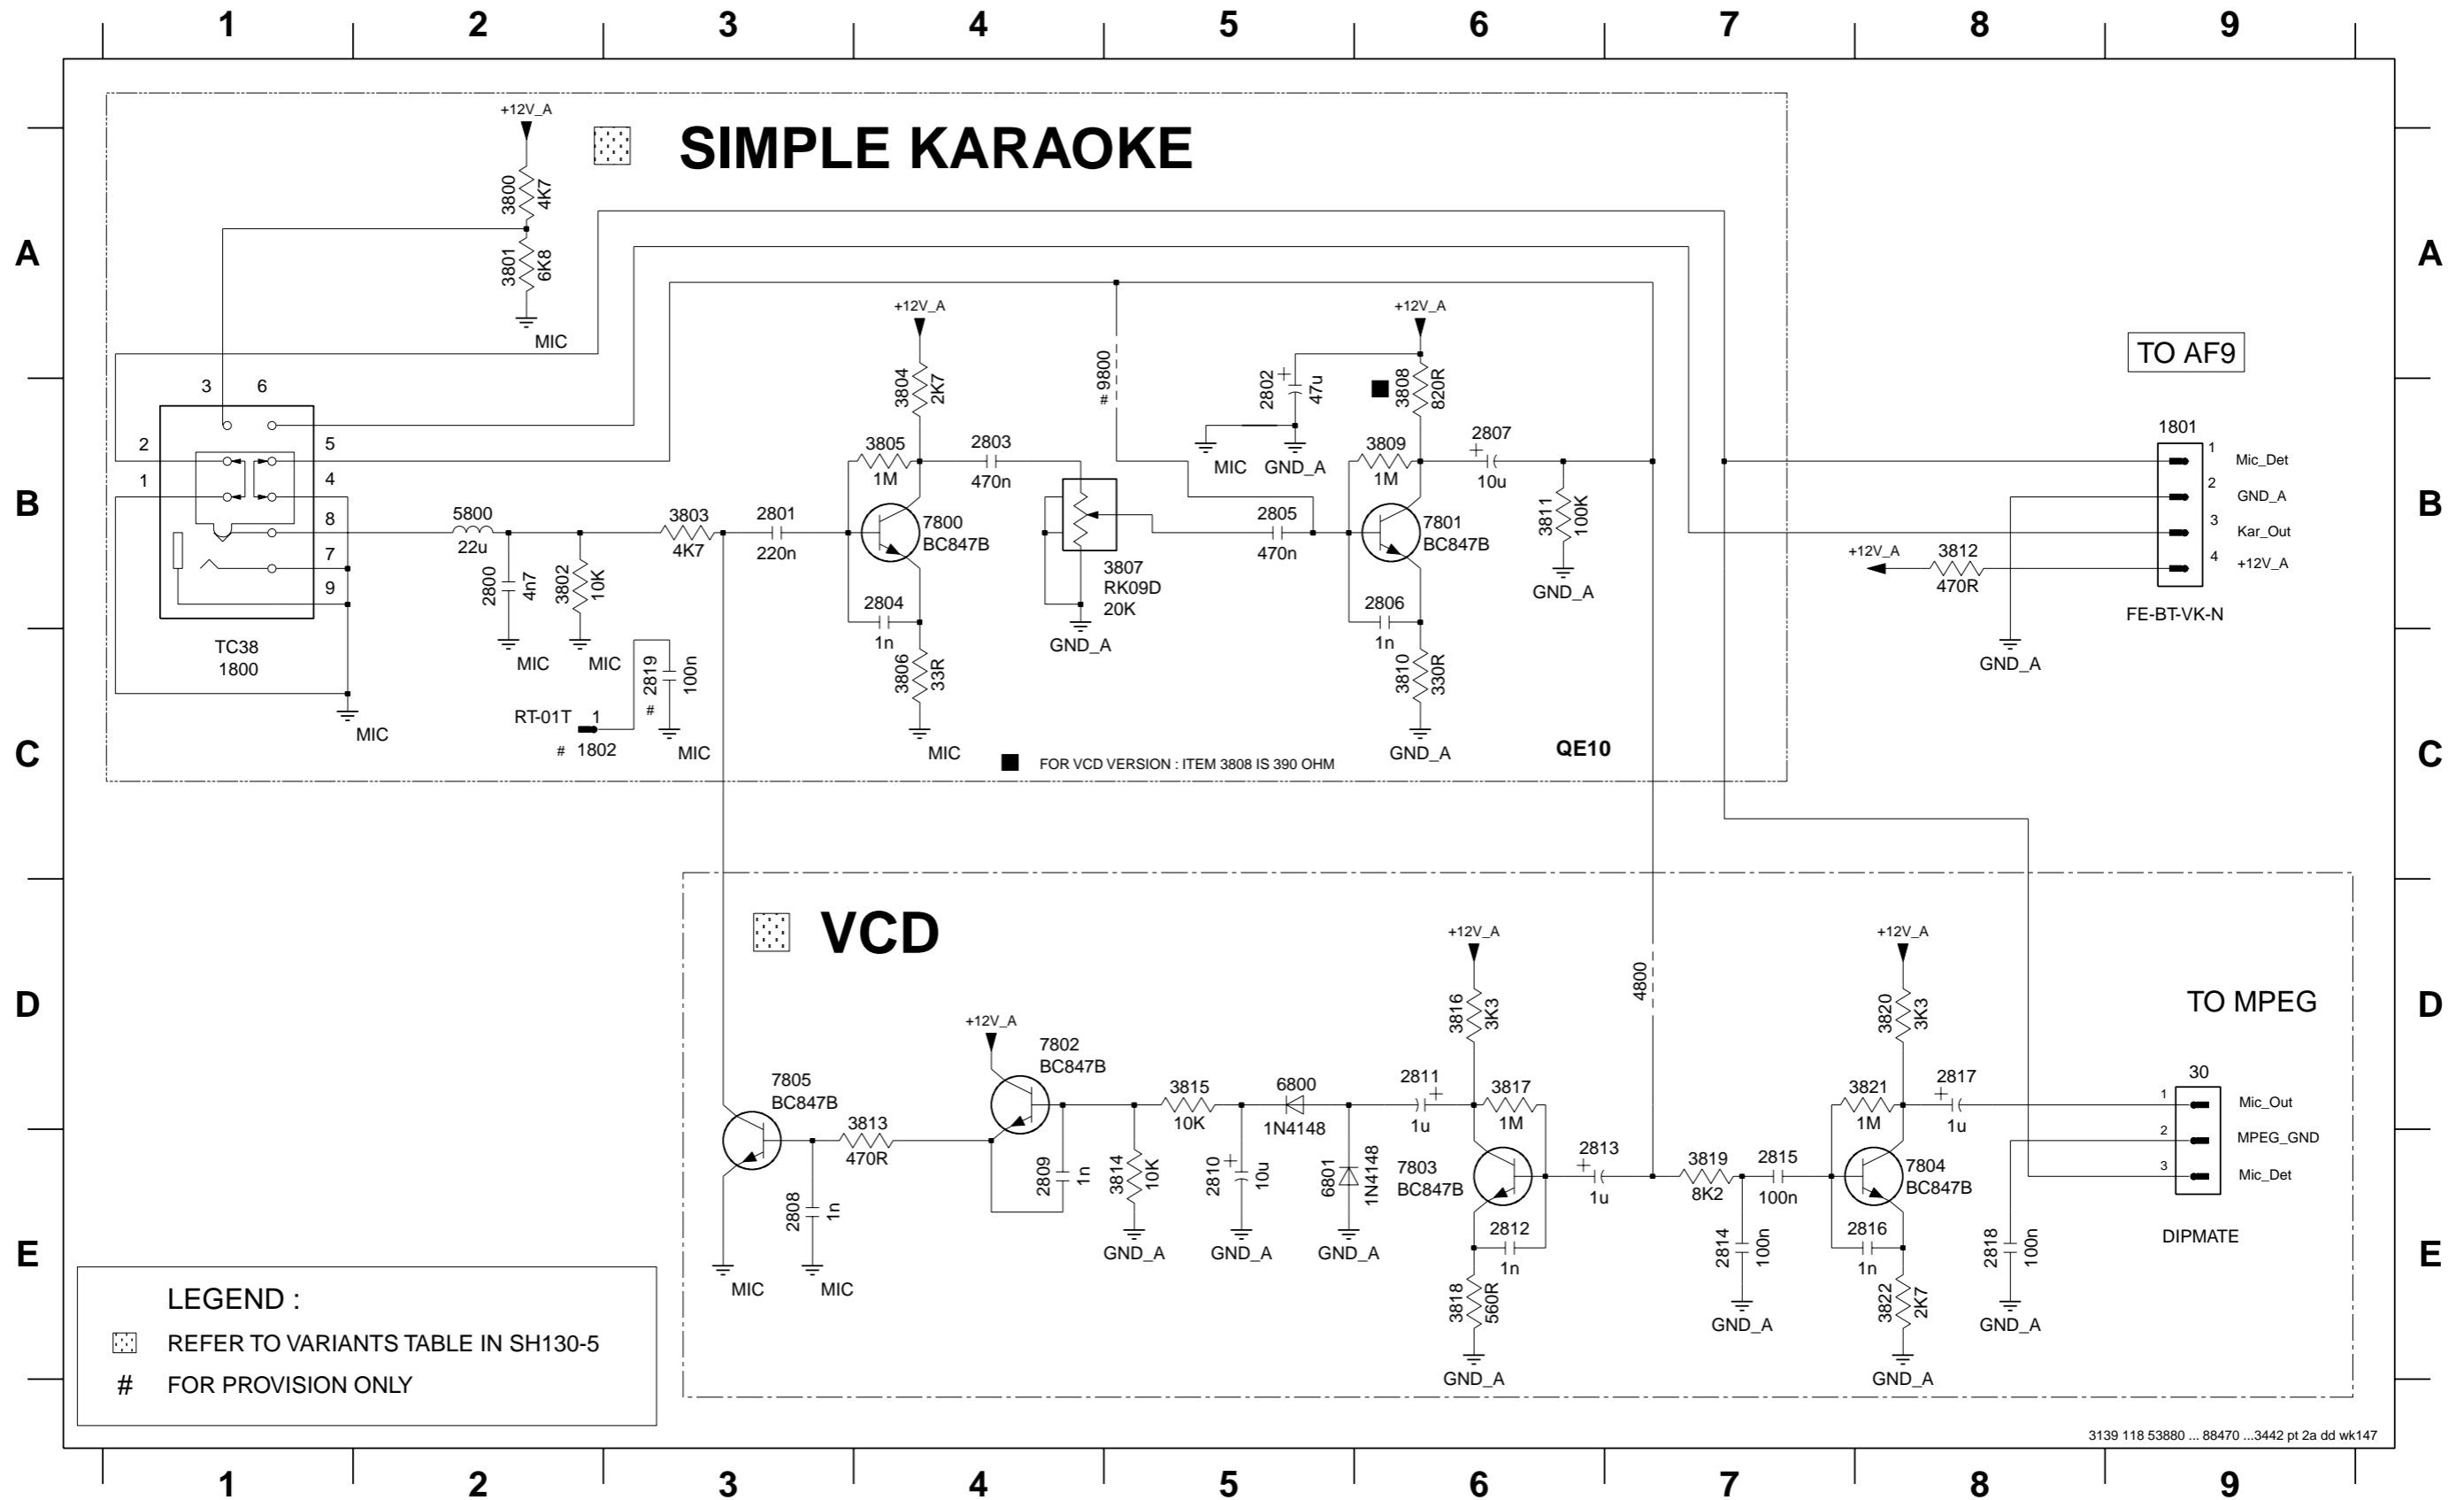 1 2 3 4 5 6 7 8 9
A
B
C
D
E
A
B
C
D
E
SIMPLE KARAOKE
+12V_A
3800 4K7
3801 6K8
MIC
3 6
2 5
1 4
8
7
9
TC38
1800
MIC
5800
22u
2800 4n7
MIC
3802 10K
MIC
RT-01T 1
# 1802
2819 100n
#
MIC
3803
4K7
2801
220n
+12V_A
3804 2K7
3805
1M
2803
470n
7800
BC847B
2804
1n
3806 33R
MIC
3807
RK09D
20K
GND_A
# 9800
2802 47u
MIC GND_A
2805
470n
+12V_A
3808 820R
3809
1M
2807
10u
7801
BC847B
2806
1n
3810 330R
GND_A
3811 100K
GND_A
QE10
FOR VCD VERSION : ITEM 3808 IS 390 OHM
TO AF9
1801
1 Mic_Det
2 GND_A
3 Kar_Out
4 +12V_A
FE-BT-VK-N
+12V_A
3812
470R
GND_A
VCD
7805
BC847B
MIC
2808 1n
MIC
3813
470R
+12V_A
7802
BC847B
2809 1n
3814 10K
GND_A
3815
10K
2810 10u
GND_A
6800
1N4148
6801 1N4148
GND_A
2811
1u
+12V_A
3816 3K3
3817
1M
7803
BC847B
2812
1n
3818 560R
GND_A
2813
1u
4800
3819
8K2
2814 100n
GND_A
2815
100n
+12V_A
3820 3K3
3821
1M
2817
1u
7804
BC847B
2816
1n
3822 2K7
GND_A
2818 100n
GND_A
TO MPEG
30
1 Mic_Out
2 MPEG_GND
3 Mic_Det
DIPMATE
LEGEND :
REFER TO VARIANTS TABLE IN SH130-5
# FOR PROVISION ONLY
3139 118 53880 ... 88470 ...3442 pt 2a dd wk147
1 2 3 4 5 6 7 8 9